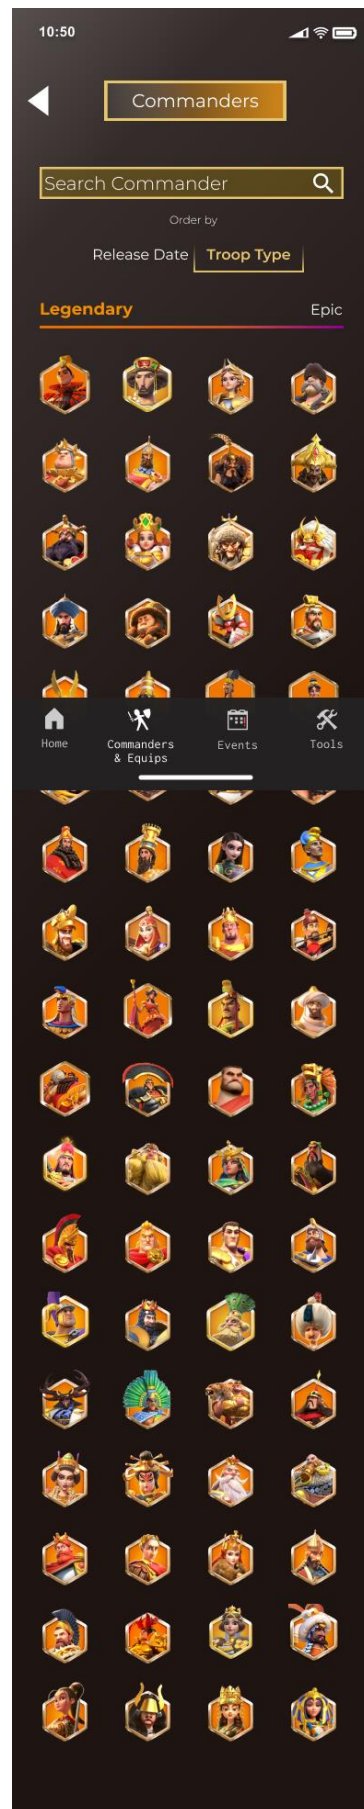 10:50
Commanders
Search Commander
Order by
Release Date Troop Type
Legendary Epic
Home Commanders & Equips Events Tools